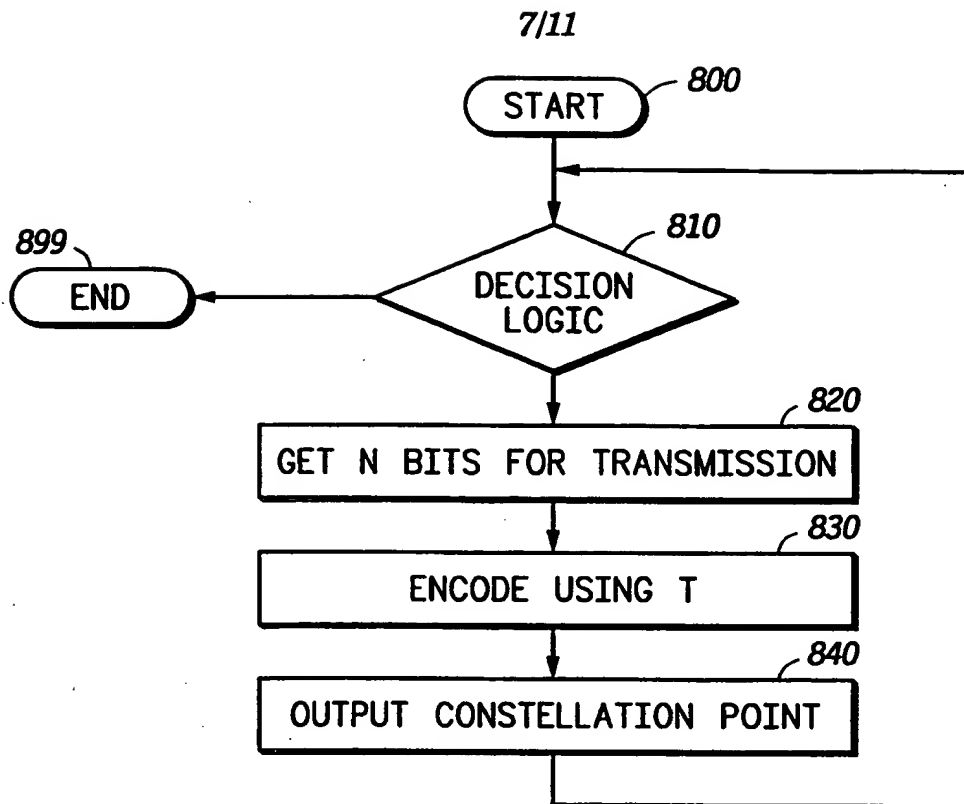 7/11
800
START
810
899
END
DECISION
LOGIC
820
GET N BITS FOR TRANSMISSION
830
ENCODE USING T
840
OUTPUT CONSTELLATION POINT